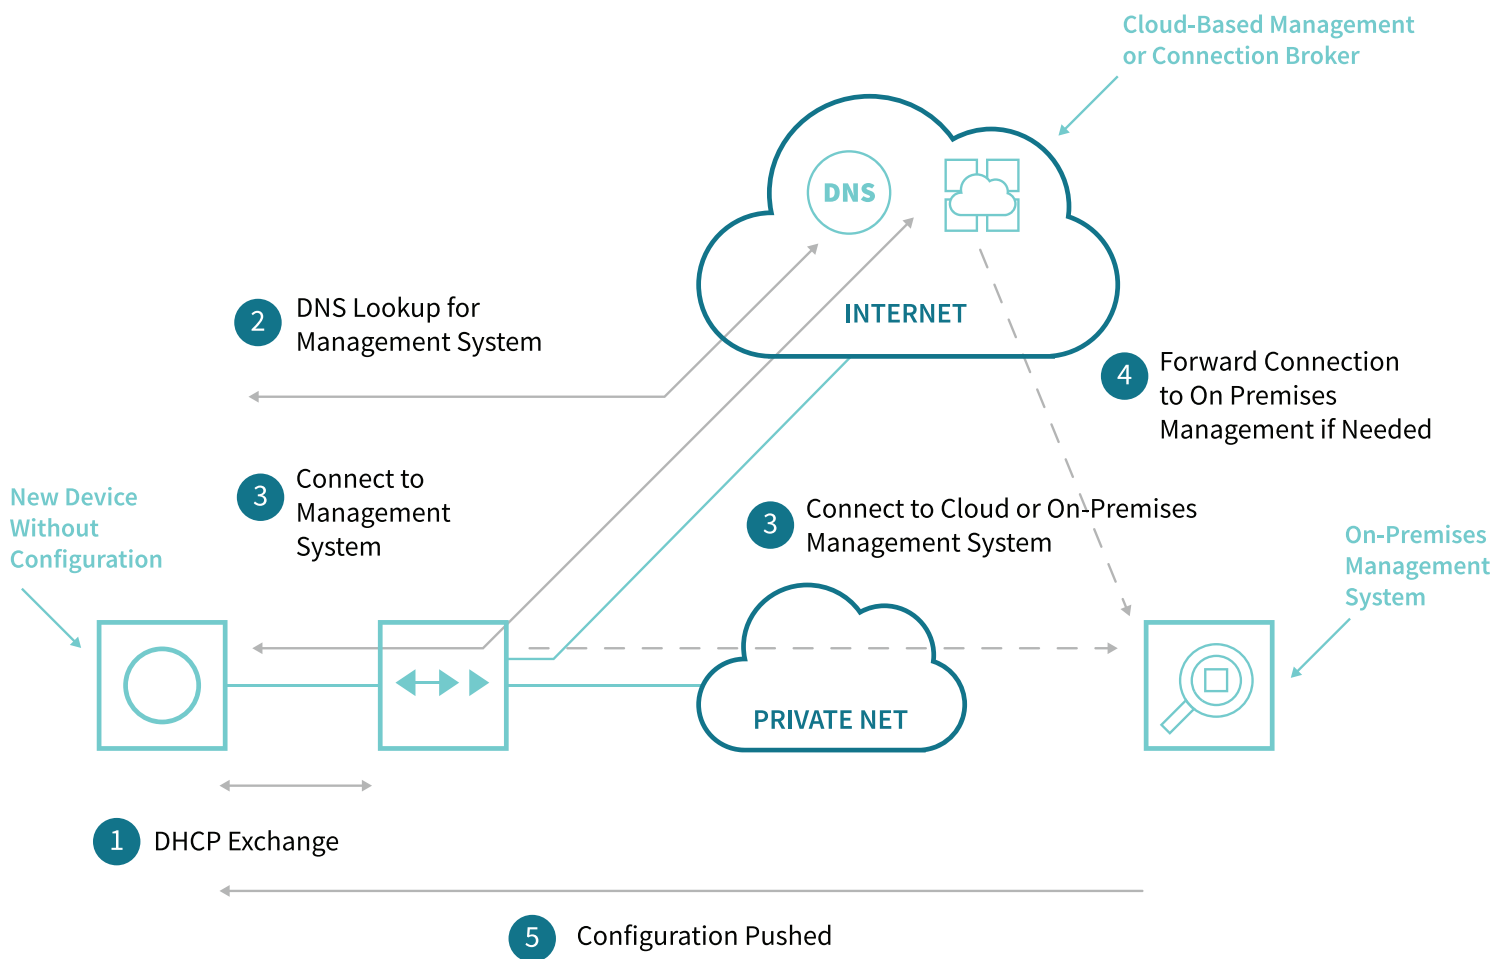 Cloud-Based Management
or Connection Broker
DNS
INTERNET
2
DNS Lookup for
Management System
4
Forward Connection
to On Premises
Management if Needed
3
Connect to
Management
System
New Device
Without
Configuration
3
Connect to Cloud or On-Premises
Management System
On-Premises
Management
System
PRIVATE NET
1
DHCP Exchange
5
Configuration Pushed